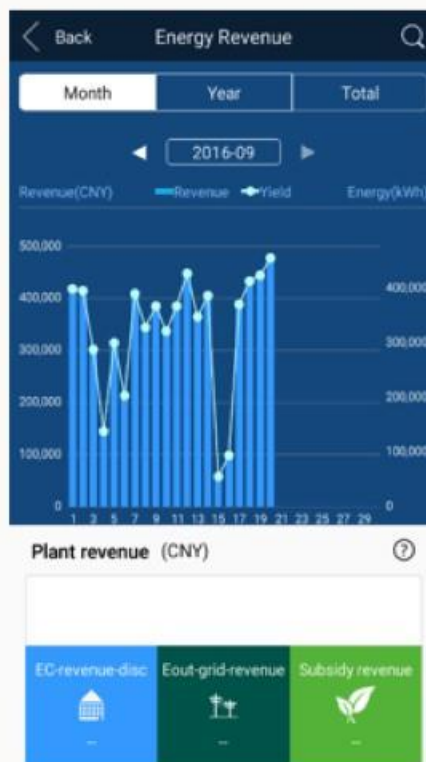 Back Energy Revenue
Month Year Total
2016-09
Revenue(CNY) Revenue Yield Energy(kWh)
500,000
400,000 400,000
300,000 300,000
200,000 200,000
100,000 100,000
0 0
1 3 5 7 9 11 13 15 17 19 21 23 25 27 29
Plant revenue (CNY) ?
EC-revenue-disc Eout-grid-revenue Subsidy revenue
-- -- --